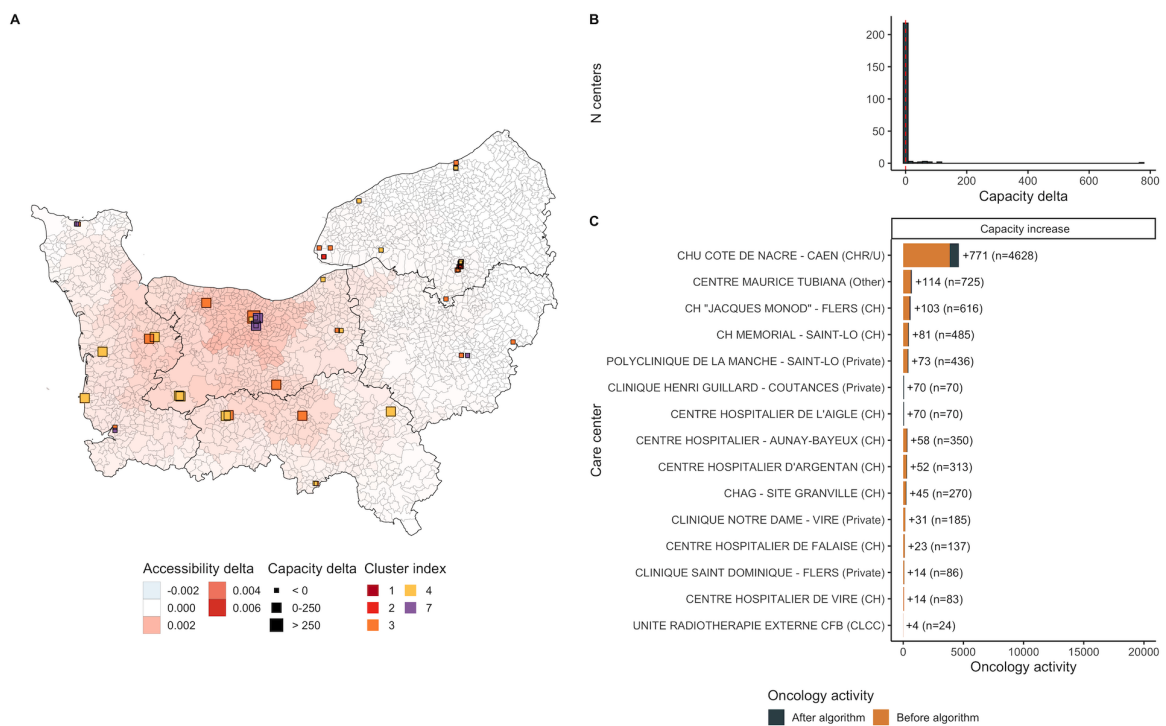 A
Accessibility delta
-0.002
0.000
0.002
0.004
0.006
Capacity delta
< 0
0-250
> 250
Cluster index
1
2
3
4
7
B
N centers
200
150
100
50
0
0
200
400
600
800
Capacity delta
C
Capacity increase
Care center
CHU COTE DE NACRE - CAEN (CHR/U) +771 (n=4628)
CENTRE MAURICE TUBIANA (Other) +114 (n=725)
CH "JACQUES MONOD" - FLERS (CH) +103 (n=616)
CH MEMORIAL - SAINT-LO (CH) +81 (n=485)
POLYCLINIQUE DE LA MANCHE - SAINT-LO (Private) +73 (n=436)
CLINIQUE HENRI GUILLARD - COUTANCES (Private) +70 (n=70)
CENTRE HOSPITALIER DE L'AIGLE (CH) +70 (n=70)
CENTRE HOSPITALIER - AUNAY-BAYEUX (CH) +58 (n=350)
CENTRE HOSPITALIER D'ARGENTAN (CH) +52 (n=313)
CHAG - SITE GRANVILLE (CH) +45 (n=270)
CLINIQUE NOTRE DAME - VIRE (Private) +31 (n=185)
CENTRE HOSPITALIER DE FALAISE (CH) +23 (n=137)
CLINIQUE SAINT DOMINIQUE - FLERS (Private) +14 (n=86)
CENTRE HOSPITALIER DE VIRE (CH) +14 (n=83)
UNITE RADIOTHERAPIE EXTERNE CFB (CLCC) +4 (n=24)
0
5000
10000
15000
20000
Oncology activity
Oncology activity
After algorithm
Before algorithm